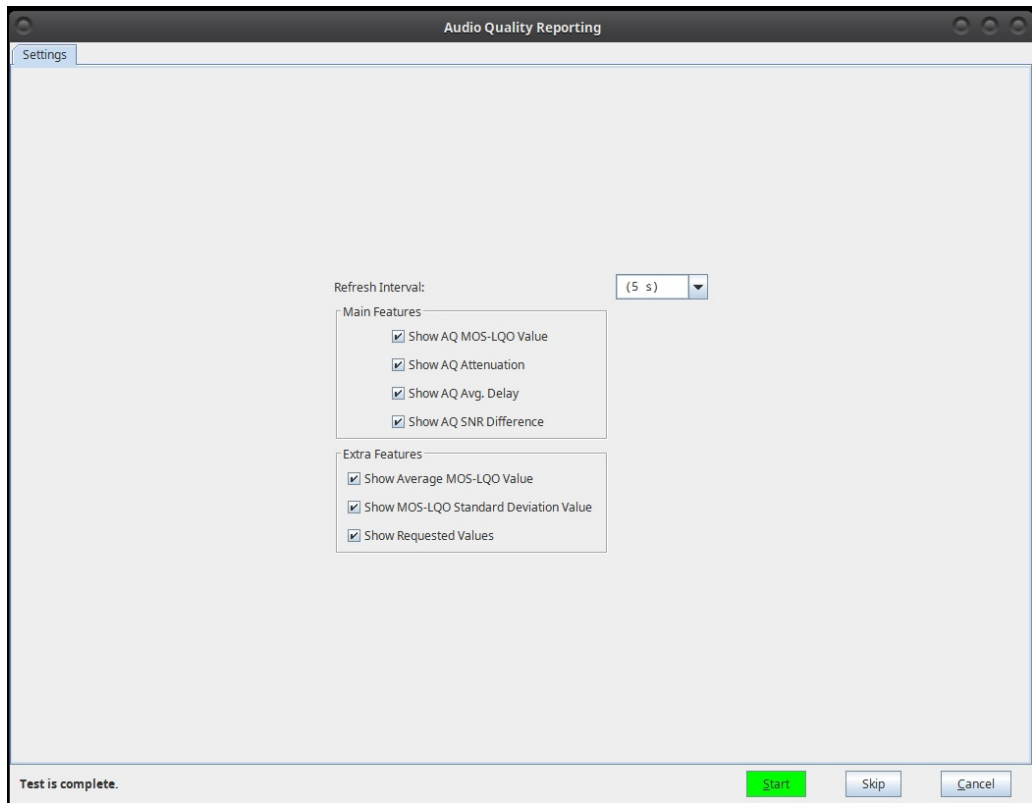 Audio Quality Reporting
Settings
Refresh Interval: (5 s)
Main Features
Show AQ MOS-LQO Value
Show AQ Attenuation
Show AQ Avg. Delay
Show AQ SNR Difference
Extra Features
Show Average MOS-LQO Value
Show MOS-LQO Standard Deviation Value
Show Requested Values
Test is complete. Start Skip Cancel